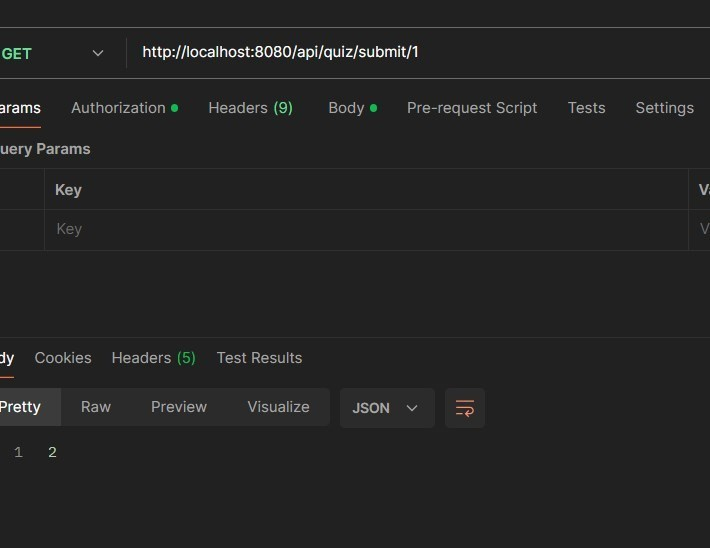 GET http://localhost:8080/api/quiz/submit/1
arams Authorization Headers (9) Body Pre-request Script Tests Settings
uery Params
Key Va
Key V
dy Cookies Headers (5) Test Results
Pretty Raw Preview Visualize JSON
1 2